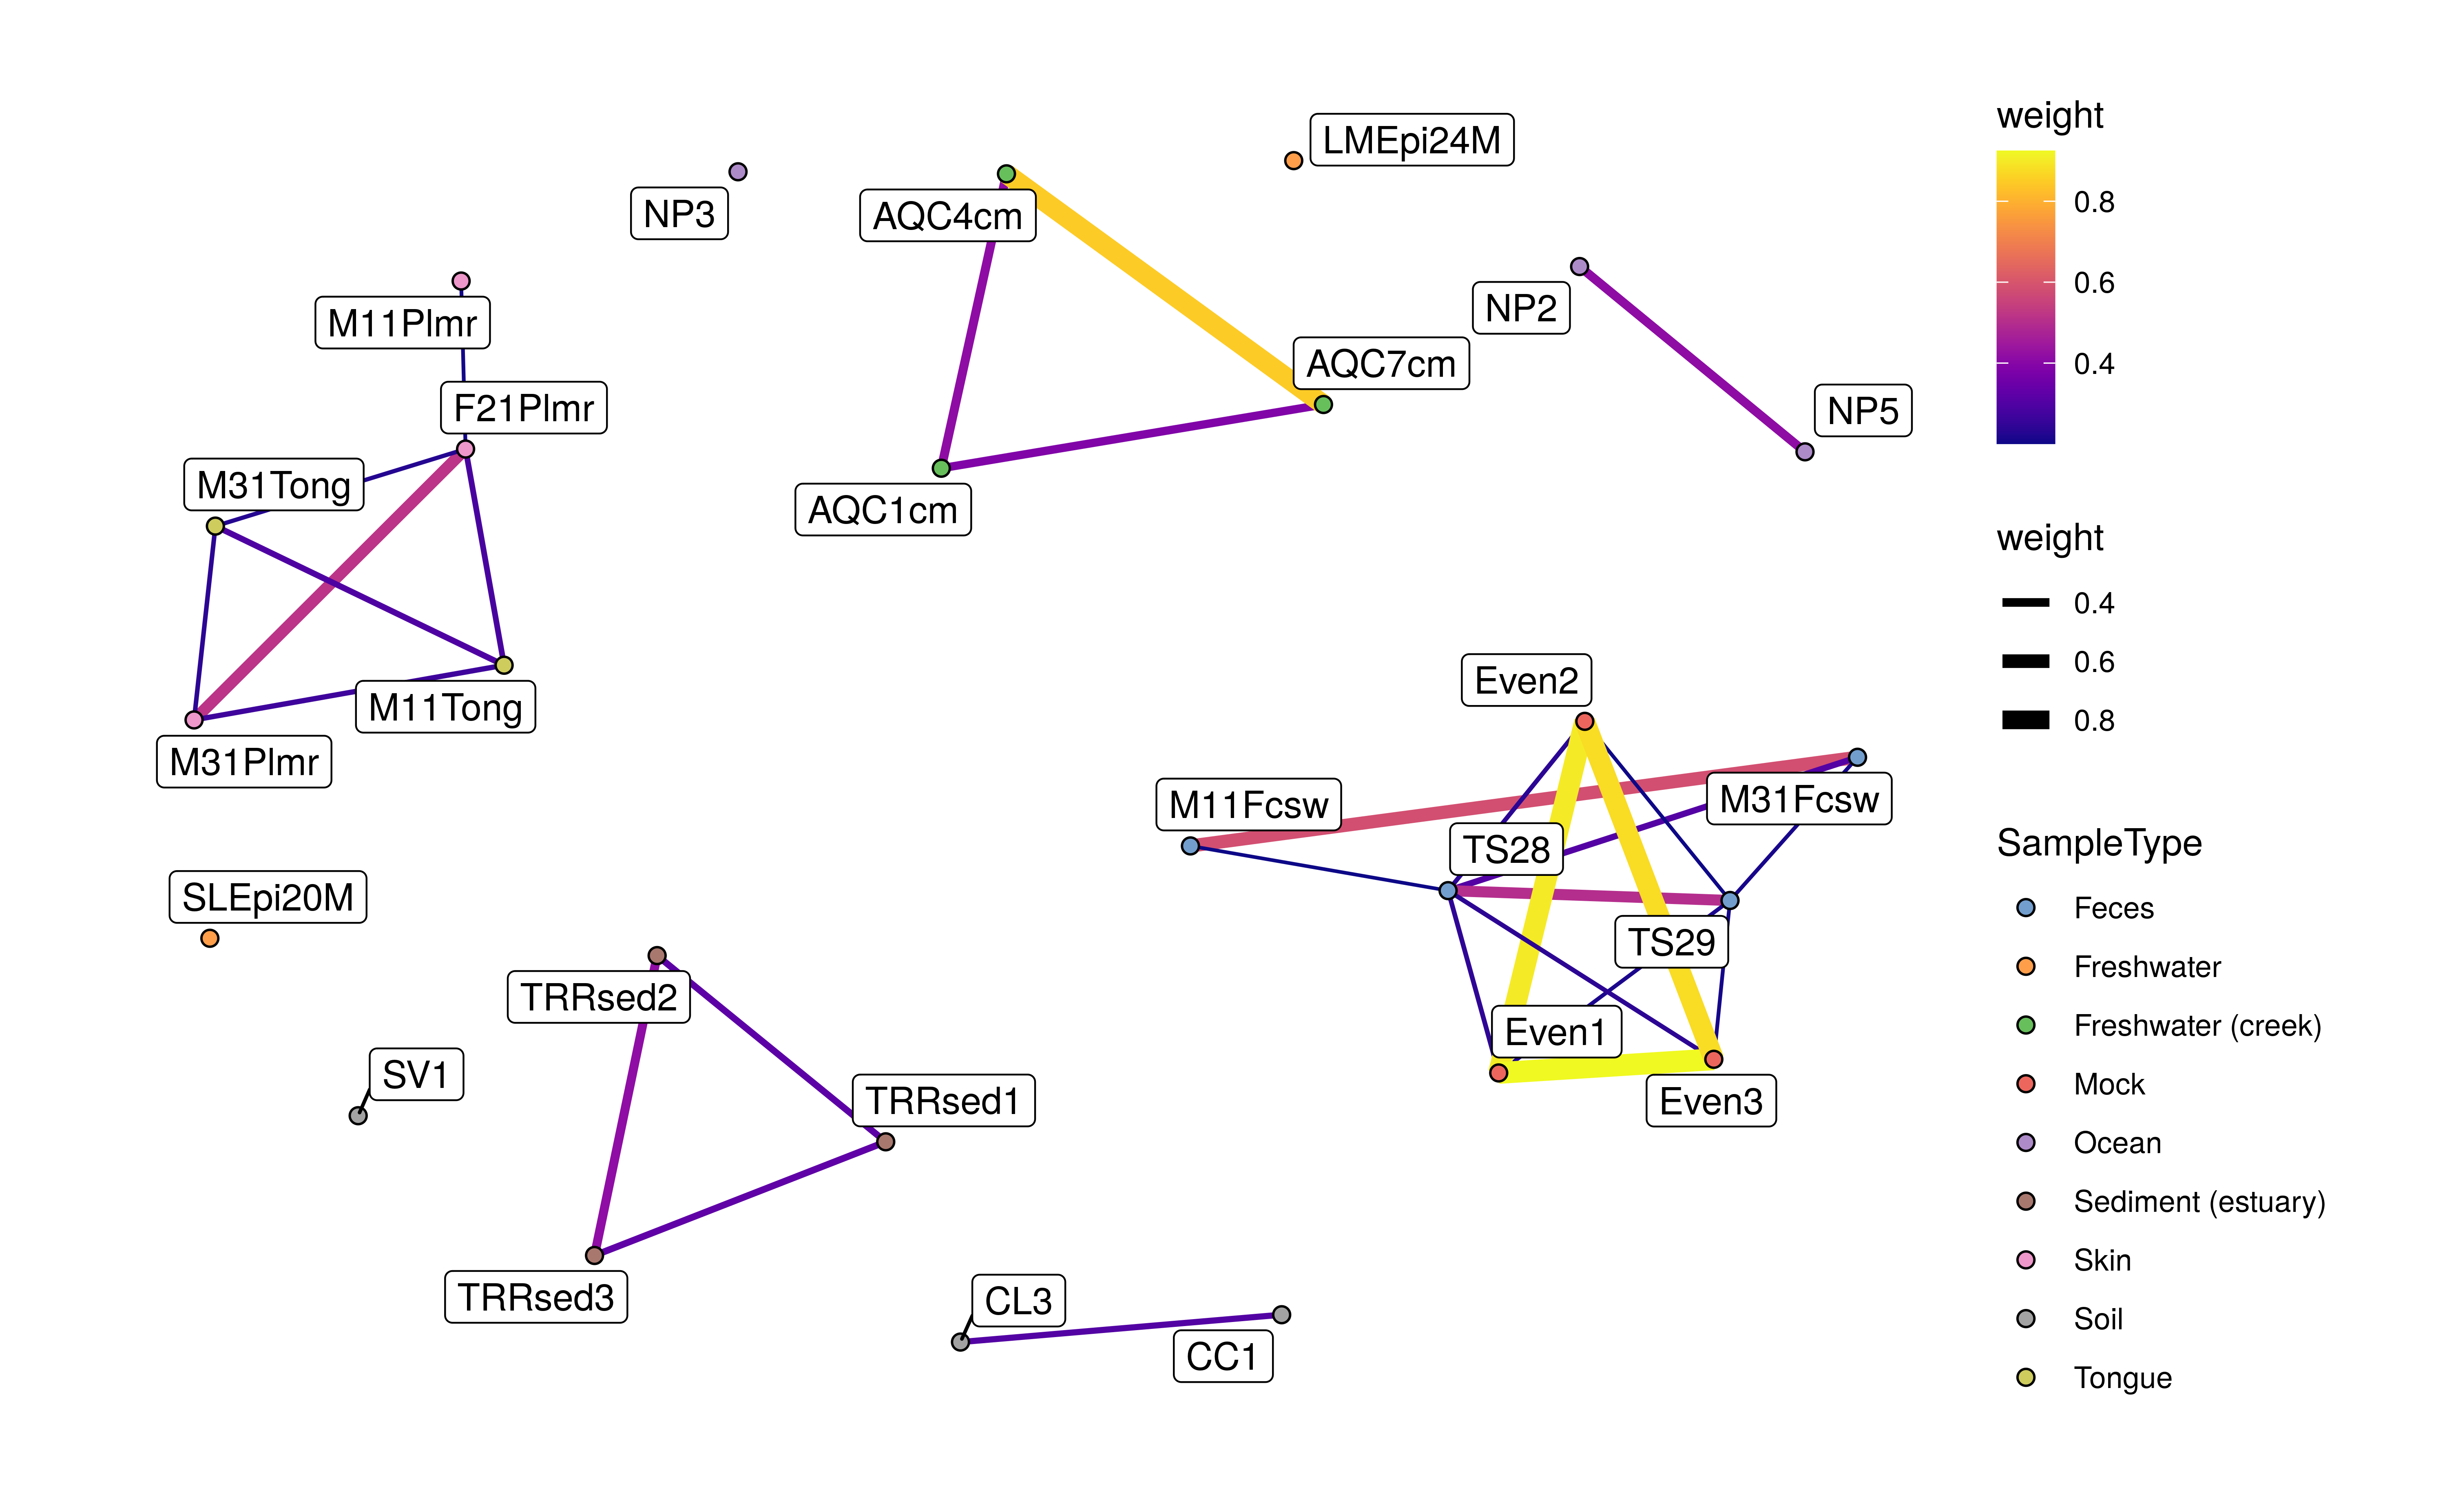 LMEpi24M
NP3
AQC4cm
NP2
M11Plmr
AQC7cm
F21Plmr
NP5
M31Tong
AQC1cm
Even2
M11Tong
M31Plmr
M11Fcsw
M31Fcsw
TS28
SLEpi20M
TS29
TRRsed2
Even1
SV1
TRRsed1
Even3
TRRsed3
CL3
CC1
weight
0.8
0.6
0.4
weight
0.4
0.6
0.8
SampleType
Feces
Freshwater
Freshwater (creek)
Mock
Ocean
Sediment (estuary)
Skin
Soil
Tongue